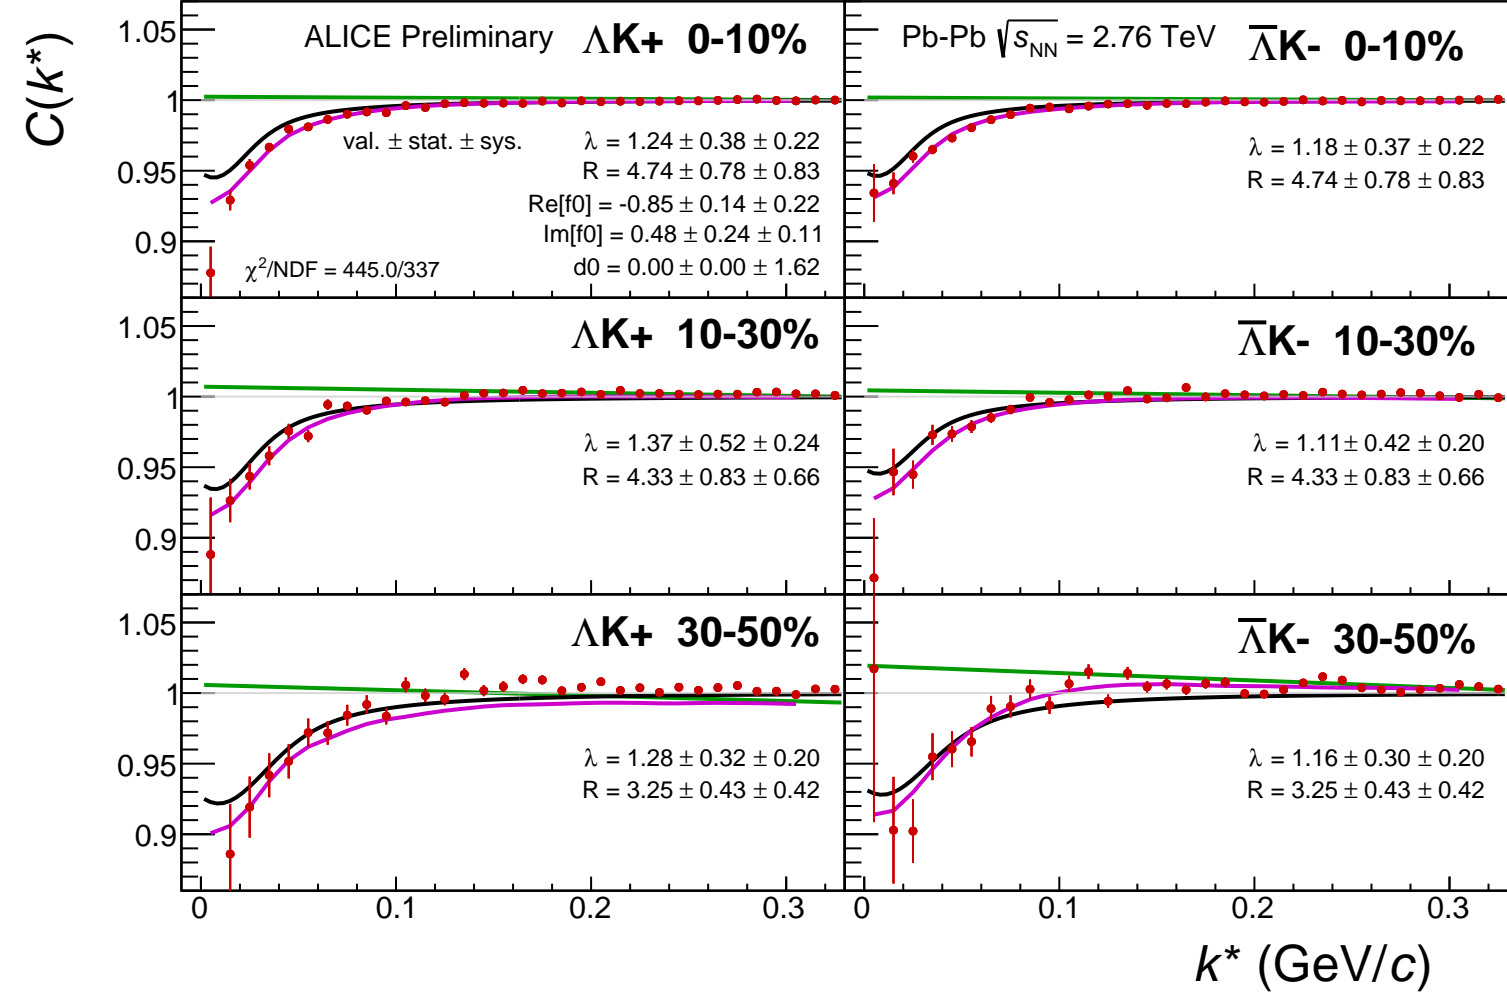 C(k*)
ALICE Preliminary ΛK+ 0-10%
1.05
1
0.95
0.9
val. ± stat. ± sys.
λ = 1.24 ± 0.38 ± 0.22
R = 4.74 ± 0.78 ± 0.83
Re[f0] = -0.85 ± 0.14 ± 0.22
Im[f0] = 0.48 ± 0.24 ± 0.11
d0 = 0.00 ± 0.00 ± 1.62
χ²/NDF = 445.0/337
Pb-Pb √sNN = 2.76 TeV Λ̅K- 0-10%
λ = 1.18 ± 0.37 ± 0.22
R = 4.74 ± 0.78 ± 0.83
ΛK+ 10-30%
1.05
1
0.95
0.9
λ = 1.37 ± 0.52 ± 0.24
R = 4.33 ± 0.83 ± 0.66
Λ̅K- 10-30%
λ = 1.11 ± 0.42 ± 0.20
R = 4.33 ± 0.83 ± 0.66
ΛK+ 30-50%
1.05
1
0.95
0.9
λ = 1.28 ± 0.32 ± 0.20
R = 3.25 ± 0.43 ± 0.42
Λ̅K- 30-50%
λ = 1.16 ± 0.30 ± 0.20
R = 3.25 ± 0.43 ± 0.42
0 0.1 0.2 0.3
0 0.1 0.2 0.3
k* (GeV/c)